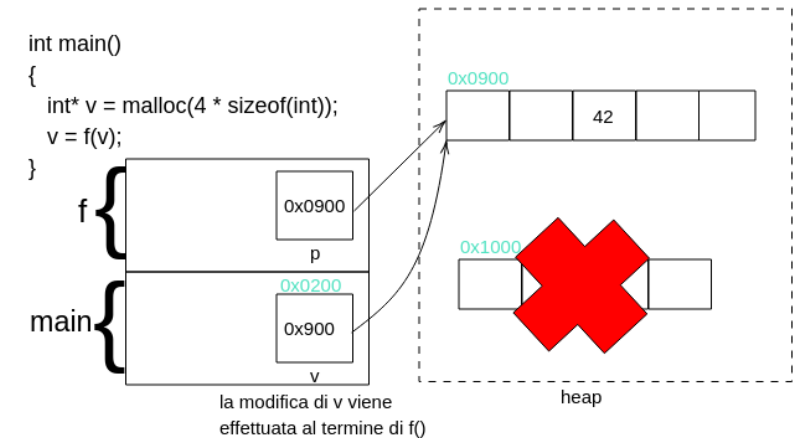 int main()
{
int* v = malloc(4 * sizeof(int));
v = f(v);
}
f {
0x0900
p
main {
0x0200
0x900
v
la modifica di v viene
effettuata al termine di f()
0x0900
42
0x1000
heap